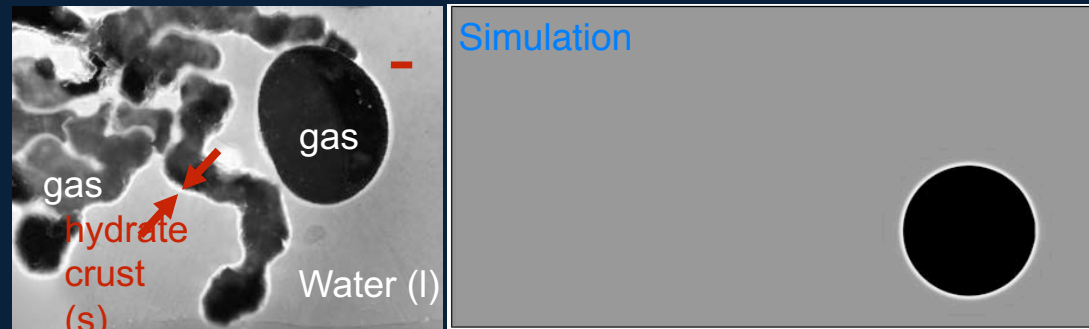 gas
gas
hydrate
crust
(s)
Water (l)
Simulation